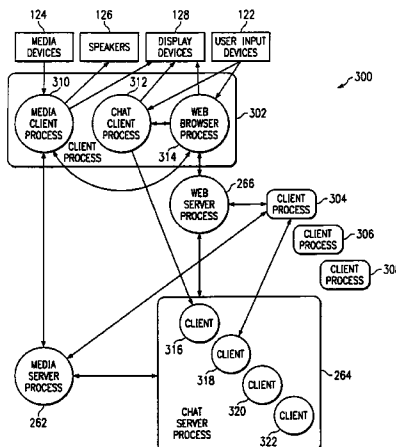 124
126
128
122
MEDIA
DEVICES
SPEAKERS
DISPLAY
DEVICES
USER INPUT
DEVICES
310
312
300
MEDIA
CLIENT
PROCESS
CHAT
CLIENT
PROCESS
WEB
BROWSER
PROCESS
302
CLIENT
PROCESS
314
266
WEB
SERVER
PROCESS
CLIENT
PROCESS
304
CLIENT
PROCESS
306
CLIENT
PROCESS
CLIENT
316
CLIENT
318
264
MEDIA
SERVER
PROCESS
262
CLIENT
320
CHAT
SERVER
PROCESS
CLIENT
322